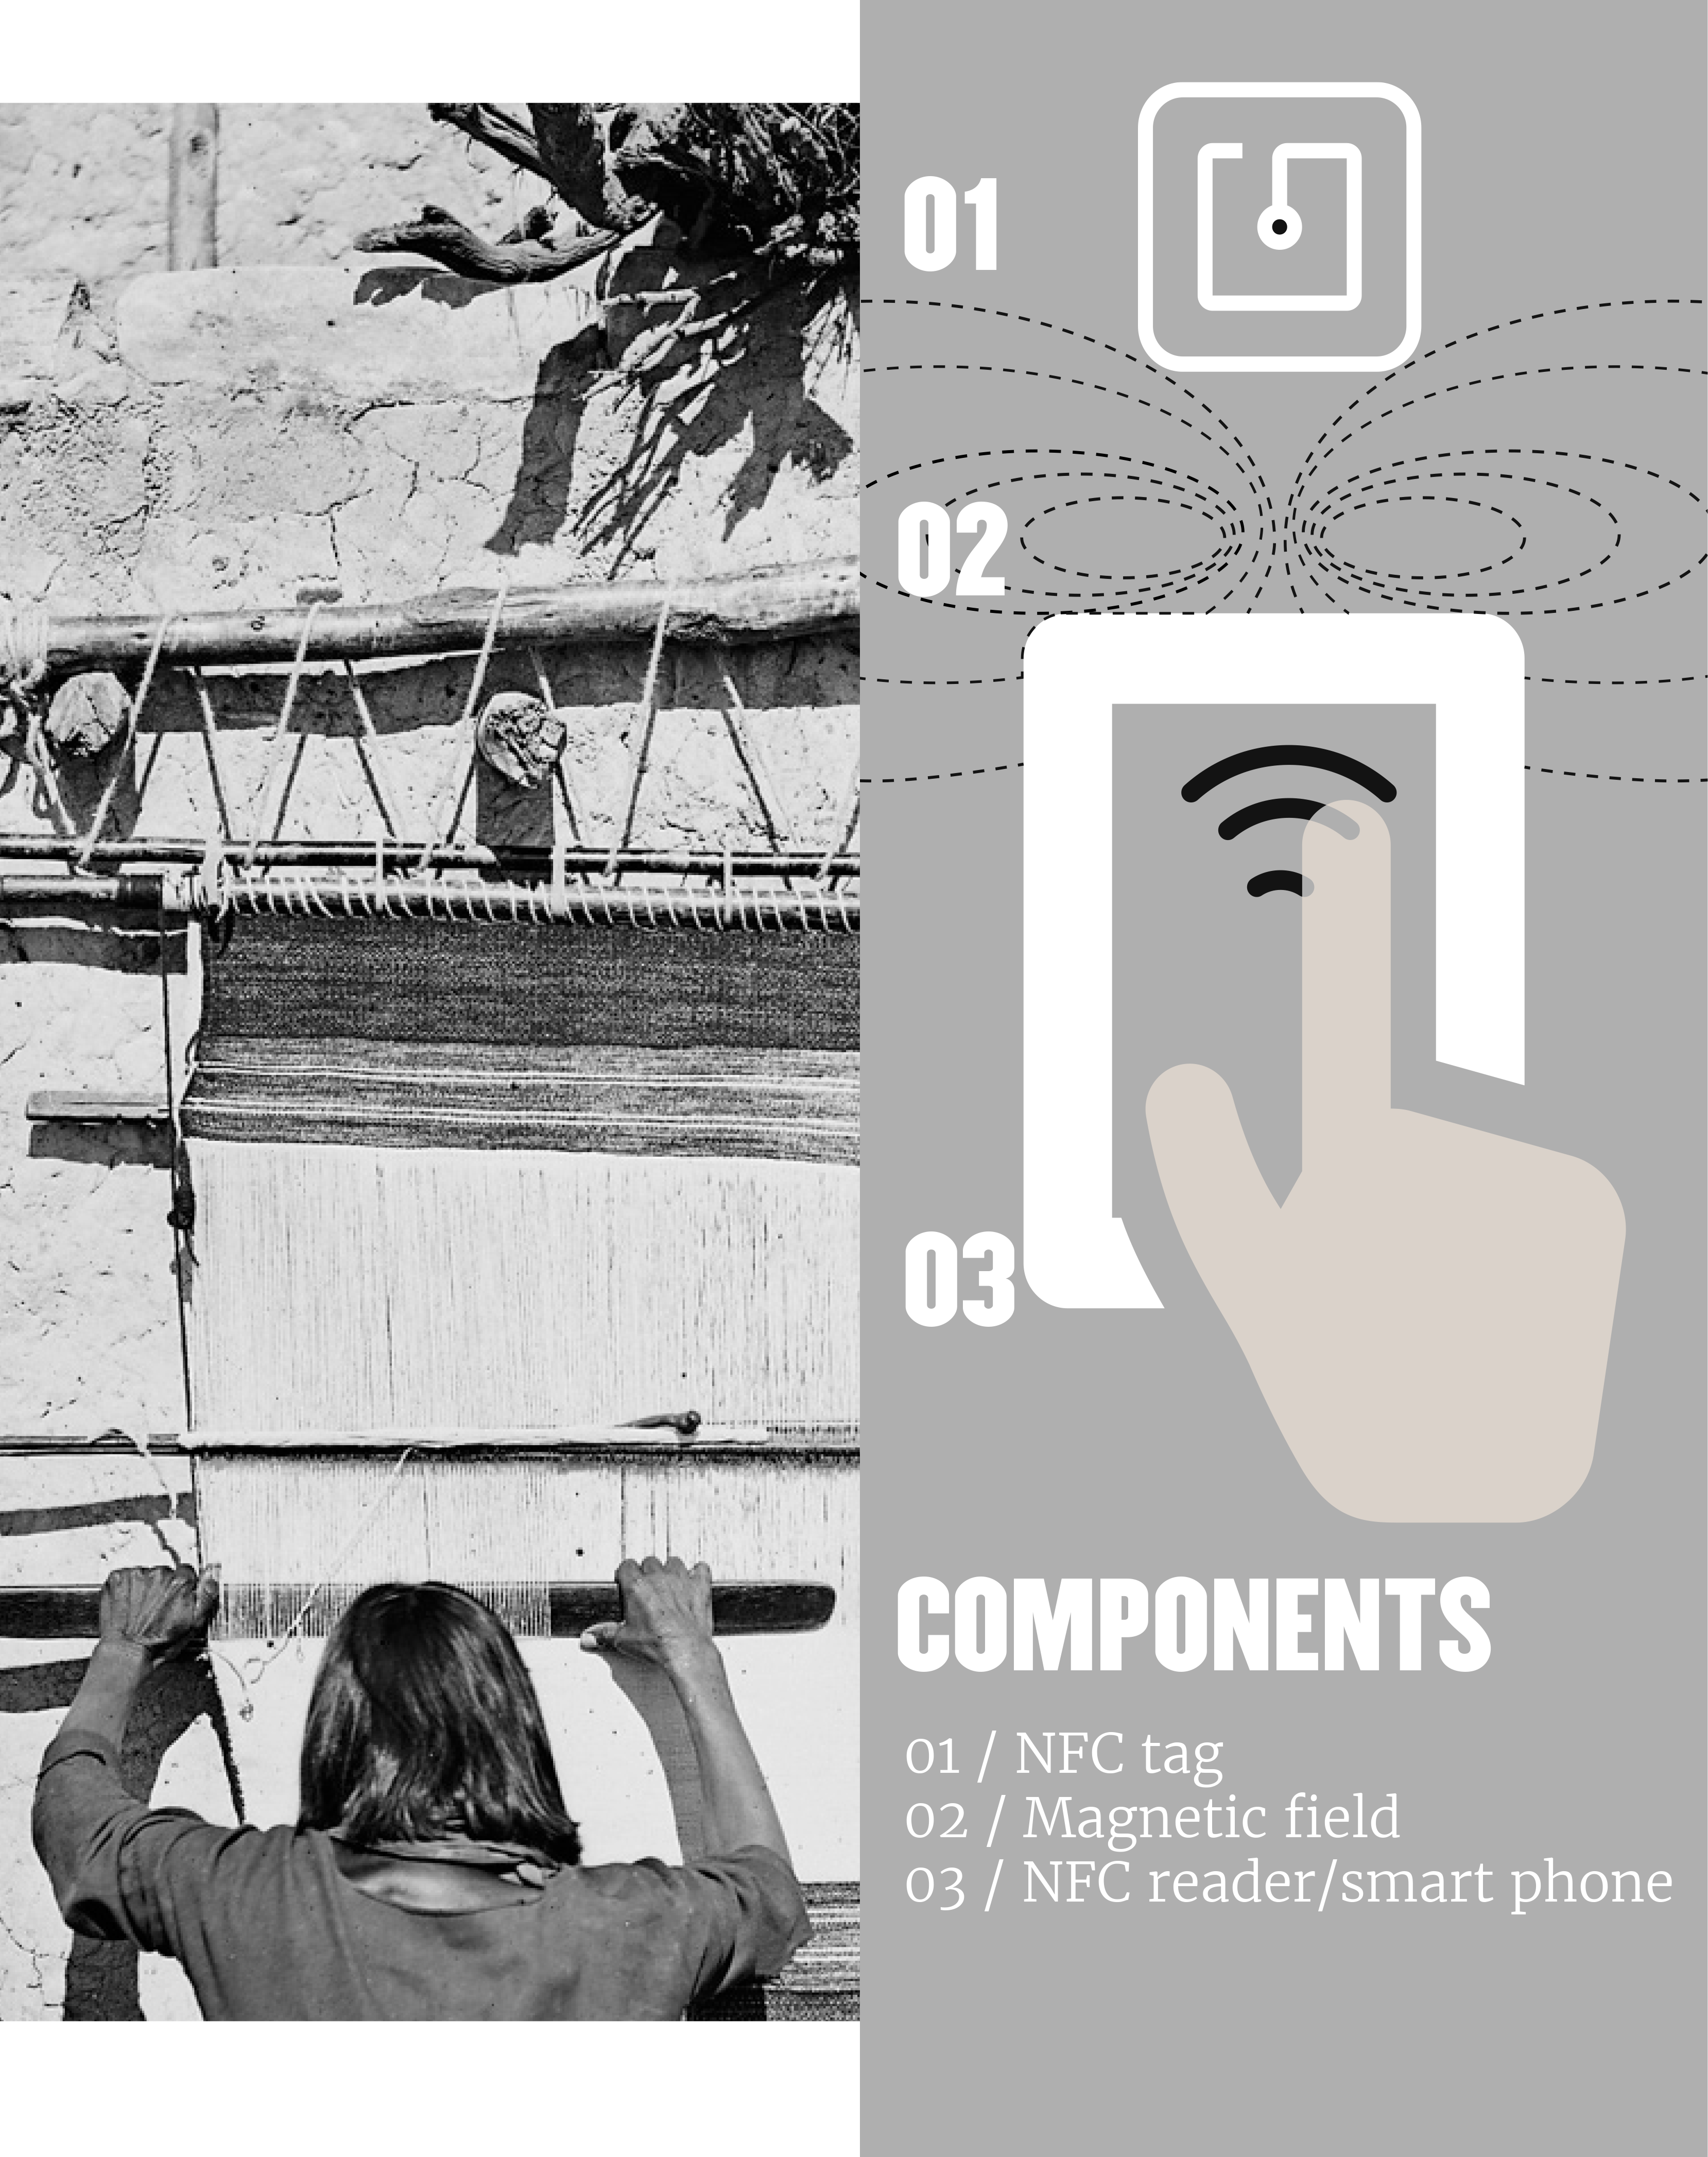 01
02
03
COMPONENTS
01 / NFC tag
02 / Magnetic field
03 / NFC reader/smart phone